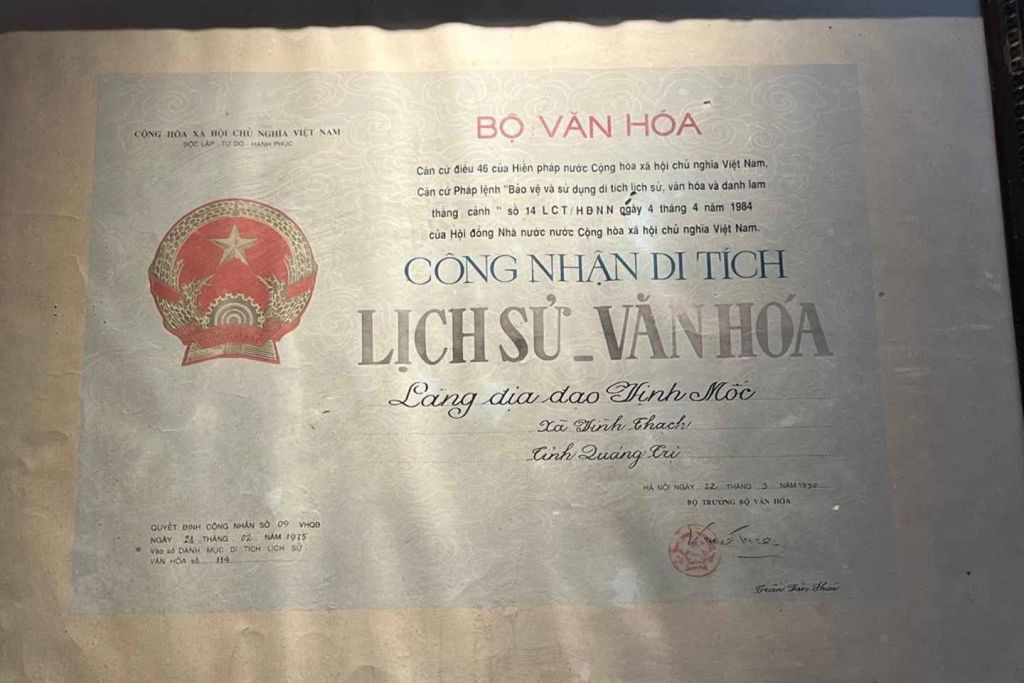 CỘNG HÒA XÃ HỘI CHỦ NGHĨA VIỆT NAM
ĐỘC LẬP - TỰ DO - HẠNH PHÚC
BỘ VĂN HÓA
Căn cứ điều 46 của Hiến pháp nước Cộng hòa xã hội chủ nghĩa Việt Nam,
Căn cứ Pháp lệnh "Bảo vệ và sử dụng di tích lịch sử, văn hóa và danh lam
thắng cảnh " số 14 LCT/HĐNN ngày 4 tháng 4 năm 1984
của Hội đồng Nhà nước nước Cộng hòa xã hội chủ nghĩa Việt Nam.
CÔNG NHẬN DI TÍCH
LỊCH SỬ _ VĂN HÓA
Làng địa đạo Vịnh Mốc
Xã Vĩnh Thạch
Tỉnh Quảng Trị
HÀ NỘI NGÀY 22 THÁNG 3 NĂM 1990
BỘ TRƯỞNG BỘ VĂN HÓA
QUYẾT ĐỊNH CÔNG NHẬN SỐ 09 VHQĐ
NGÀY 21 THÁNG 02 NĂM 1975
Vào sổ DANH MỤC DI TÍCH LỊCH SỬ
VĂN HÓA số 114
Trần